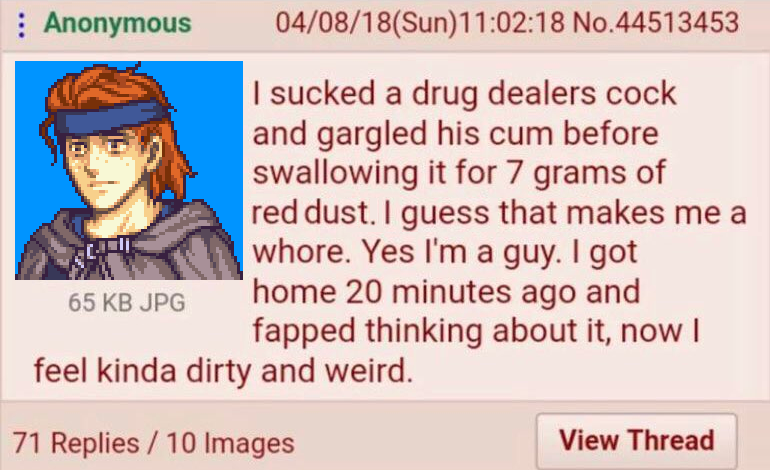 Anonymous 04/08/18(Sun)11:02:18 No.44513453
I sucked a drug dealers cock
and gargled his cum before
swallowing it for 7 grams of
red dust. I guess that makes me a
whore. Yes I'm a guy. I got
65 KB JPG home 20 minutes ago and
fapped thinking about it, now I
feel kinda dirty and weird.
71 Replies / 10 Images View Thread